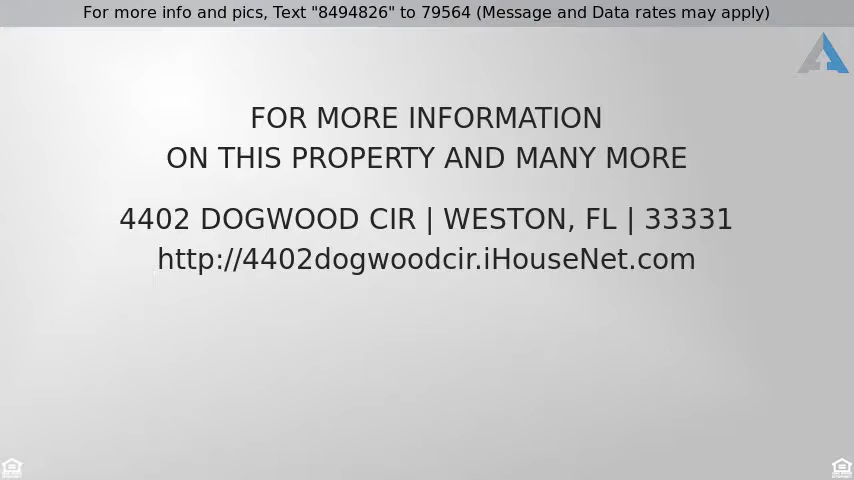 For more info and pics, Text "8494826" to 79564 (Message and Data rates may apply)
FOR MORE INFORMATION
ON THIS PROPERTY AND MANY MORE
4402 DOGWOOD CIR | WESTON, FL | 33331
http://4402dogwoodcir.iHouseNet.com